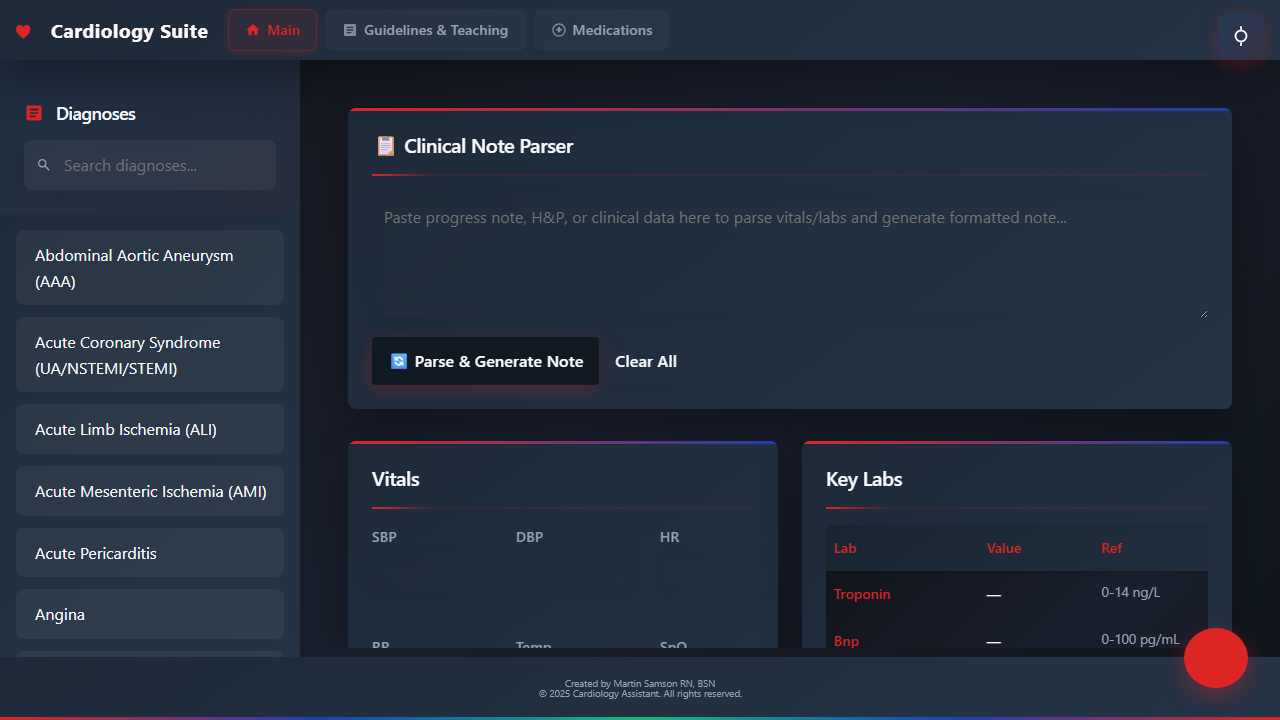 Cardiology Suite
Main
Guidelines & Teaching
Medications
Diagnoses
Search diagnoses...
Abdominal Aortic Aneurysm
(AAA)
Acute Coronary Syndrome
(UA/NSTEMI/STEMI)
Acute Limb Ischemia (ALI)
Acute Mesenteric Ischemia (AMI)
Acute Pericarditis
Angina
Clinical Note Parser
Paste progress note, H&P, or clinical data here to parse vitals/labs and generate formatted note...
Parse & Generate Note
Clear All
Vitals
SBP DBP HR
RR Temp SpO
Key Labs
Lab Value Ref
Troponin — 0-14 ng/L
Bnp — 0-100 pg/mL
Created by Martin Samson RN, BSN
© 2025 Cardiology Assistant. All rights reserved.